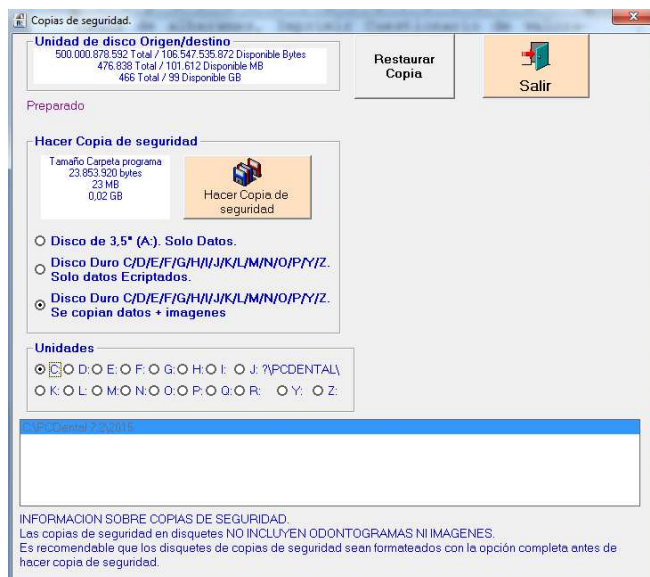 de albaranes, Imprimir Cuestionario de valora-
Copias de seguridad.
Unidad de disco Origen/destino
500.000.878.592 Total / 106.547.535.872 Disponible Bytes
476.838 Total / 101.612 Disponible MB
466 Total / 99 Disponible GB
Restaurar
Copia
Salir
Preparado
Hacer Copia de seguridad
Tamaño Carpeta programa
23.853.920 bytes
23 MB
0,02 GB
Hacer Copia de
seguridad
Disco de 3,5" (A:). Solo Datos.
Disco Duro C/D/E/F/G/H/I/J/K/L/M/N/O/P/Y/Z.
Solo datos Ecriptados.
Disco Duro C/D/E/F/G/H/I/J/K/L/M/N/O/P/Y/Z.
Se copian datos + imagenes
Unidades
C: D: E: F: G: H: I: J: ?\PCDENTAL\
K: L: M: N: O: P: Q: R: Y: Z:
C:\PCDental 7.2\2015
INFORMACION SOBRE COPIAS DE SEGURIDAD.
Las copias de seguridad en disquetes NO INCLUYEN ODONTOGRAMAS NI IMAGENES.
Es recomendable que los disquetes de copias de seguridad sean formateados con la opción completa antes de
hacer copia de seguridad.